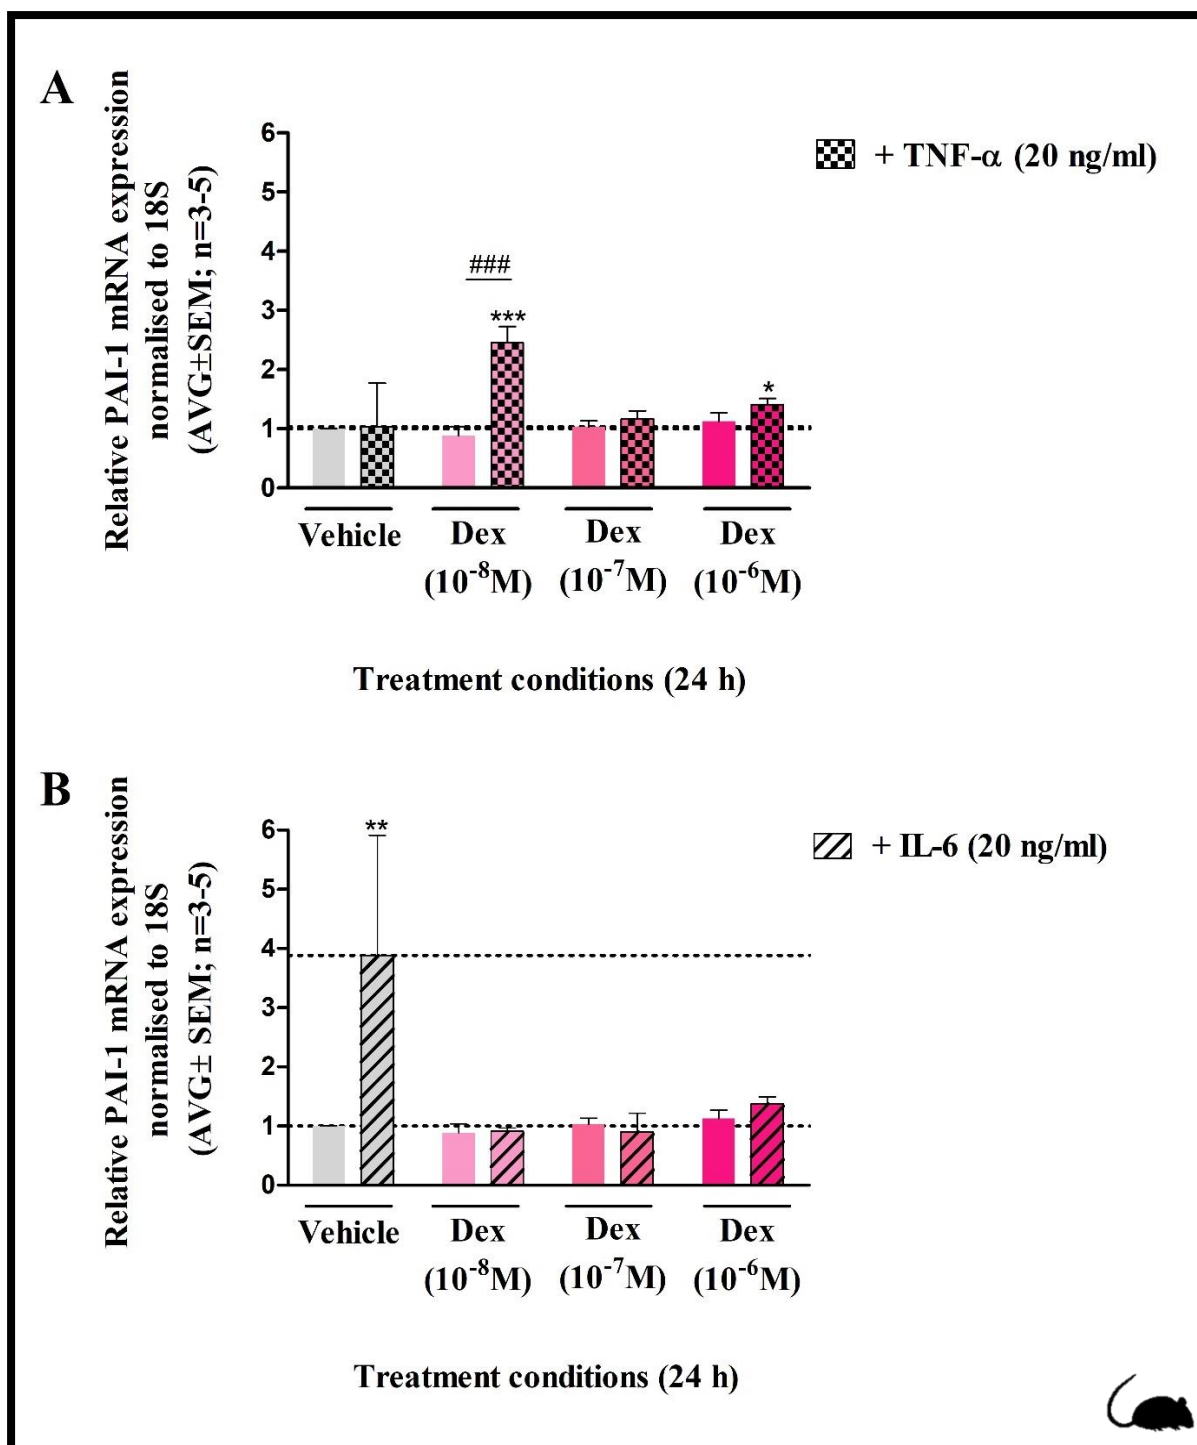 A
Relative PAI-1 mRNA expression
normalised to 18S
(AVG±SEM; n=3-5)
6
5
4
3
2
1
0
+ TNF-α (20 ng/ml)
###
***
*
Vehicle
Dex
(10⁻⁸M)
Dex
(10⁻⁷M)
Dex
(10⁻⁶M)
Treatment conditions (24 h)
B
Relative PAI-1 mRNA expression
normalised to 18S
(AVG± SEM; n=3-5)
6
5
4
3
2
1
0
+ IL-6 (20 ng/ml)
**
Vehicle
Dex
(10⁻⁸M)
Dex
(10⁻⁷M)
Dex
(10⁻⁶M)
Treatment conditions (24 h)